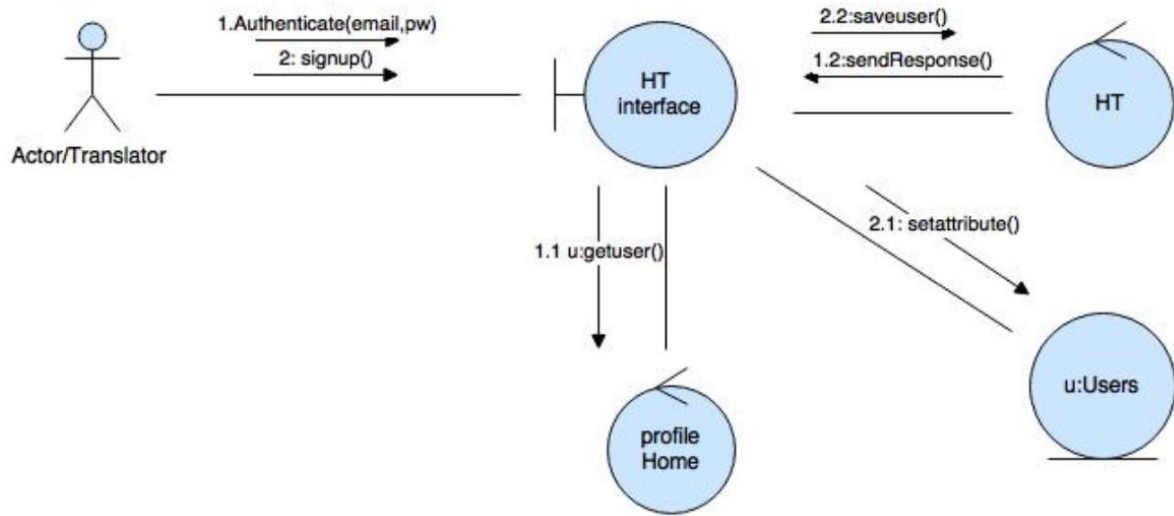 1.Authenticate(email,pw)
2: signup()
2.2:saveuser()
1.2:sendResponse()
HT
interface
HT
Actor/Translator
2.1: setattribute()
1.1 u:getuser()
u:Users
profile
Home